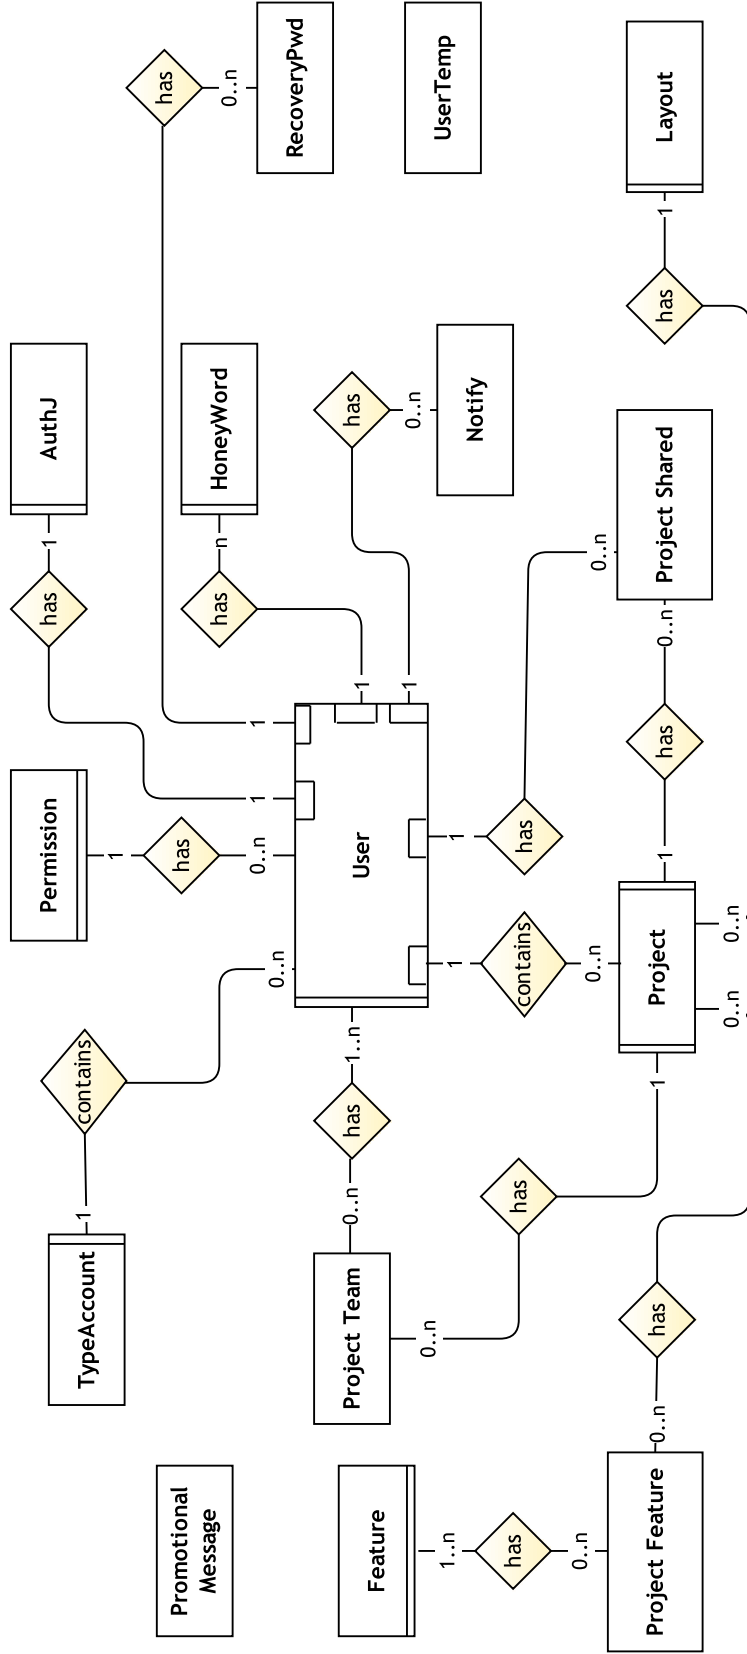 Permission
has
1
AuthJ
TypeAccount
1
contains
1
has
has
Promotional
Message
has
n
HoneyWord
0..n
0..n
0..n
1
1
RecoveryPwd
Project Team
0..n
has
1..n
User
1
has
Feature
1
0..n
0..n
1..n
1
1
UserTemp
Notify
has
has
contains
has
0..n
0..n
0..n
Project Feature
0..n
has
1
Project
1
has
0..n
Project Shared
has
1
Layout
0..n
0..n